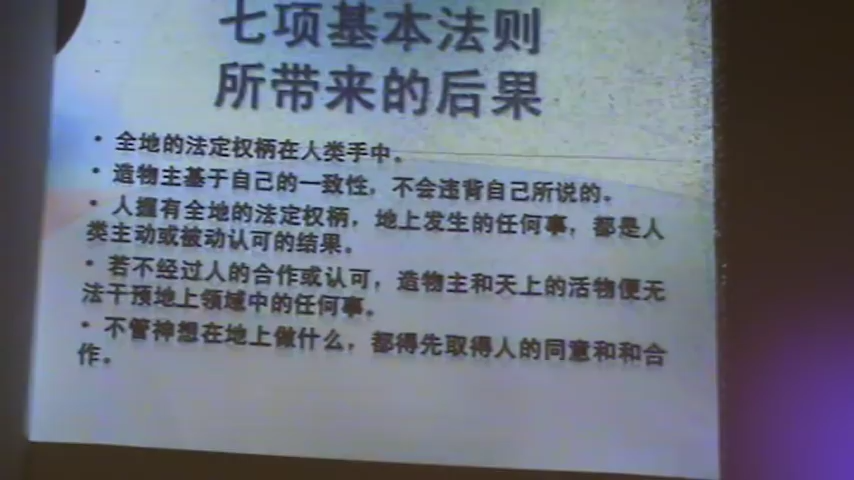 七项基本法则
所带来的后果
• 全地的法定权柄在人类手中。
• 造物主基于自己的一致性，不会违背自己所说的。
• 人握有全地的法定权柄，地上发生的任何事，都是人
类主动或被动认可的结果。
• 若不经过人的合作或认可，造物主和天上的活物便无
法干预地上领域中的任何事。
• 不管神想在地上做什么，都得先取得人的同意和和合
作。